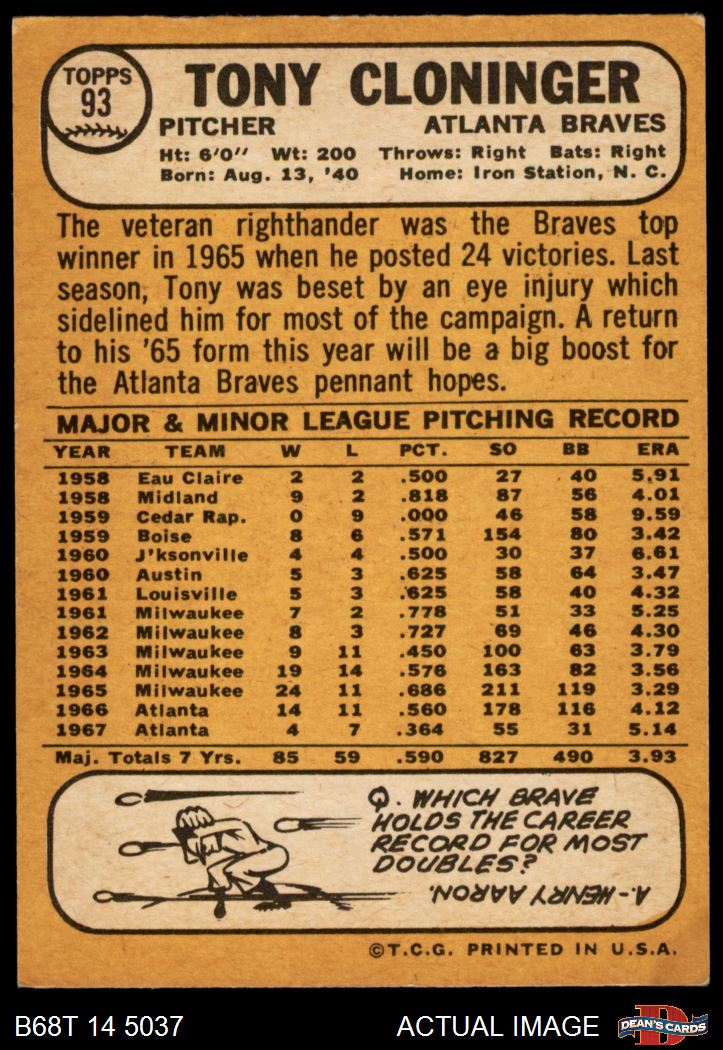 TOPPS
93
TONY CLONINGER
PITCHER ATLANTA BRAVES
Ht: 6'0" Wt: 200 Throws: Right Bats: Right
Born: Aug. 13, '40 Home: Iron Station, N. C.
The veteran righthander was the Braves top
winner in 1965 when he posted 24 victories. Last
season, Tony was beset by an eye injury which
sidelined him for most of the campaign. A return
to his '65 form this year will be a big boost for
the Atlanta Braves pennant hopes.
MAJOR & MINOR LEAGUE PITCHING RECORD
YEAR TEAM W L PCT. SO BB ERA
1958 Eau Claire 2 2 .500 27 40 5.91
1958 Midland 9 2 .818 87 56 4.01
1959 Cedar Rap. 0 9 .000 46 58 9.59
1959 Boise 8 6 .571 154 80 3.42
1960 J'ksonville 4 4 .500 30 37 6.61
1960 Austin 5 3 .625 58 64 3.47
1961 Louisville 5 3 .625 58 40 4.32
1961 Milwaukee 7 2 .778 51 33 5.25
1962 Milwaukee 8 3 .727 69 46 4.30
1963 Milwaukee 9 11 .450 100 63 3.79
1964 Milwaukee 19 14 .576 163 82 3.56
1965 Milwaukee 24 11 .686 211 119 3.29
1966 Atlanta 14 11 .560 178 116 4.12
1967 Atlanta 4 7 .364 55 31 5.14
Maj. Totals 7 Yrs. 85 59 .590 827 490 3.93
Q. WHICH BRAVE
HOLDS THE CAREER
RECORD FOR MOST
DOUBLES?
A-HENRY AARON.
©T.C.G. PRINTED IN U.S.A.
B68T 14 5037 ACTUAL IMAGE
D
DEAN'S CARDS